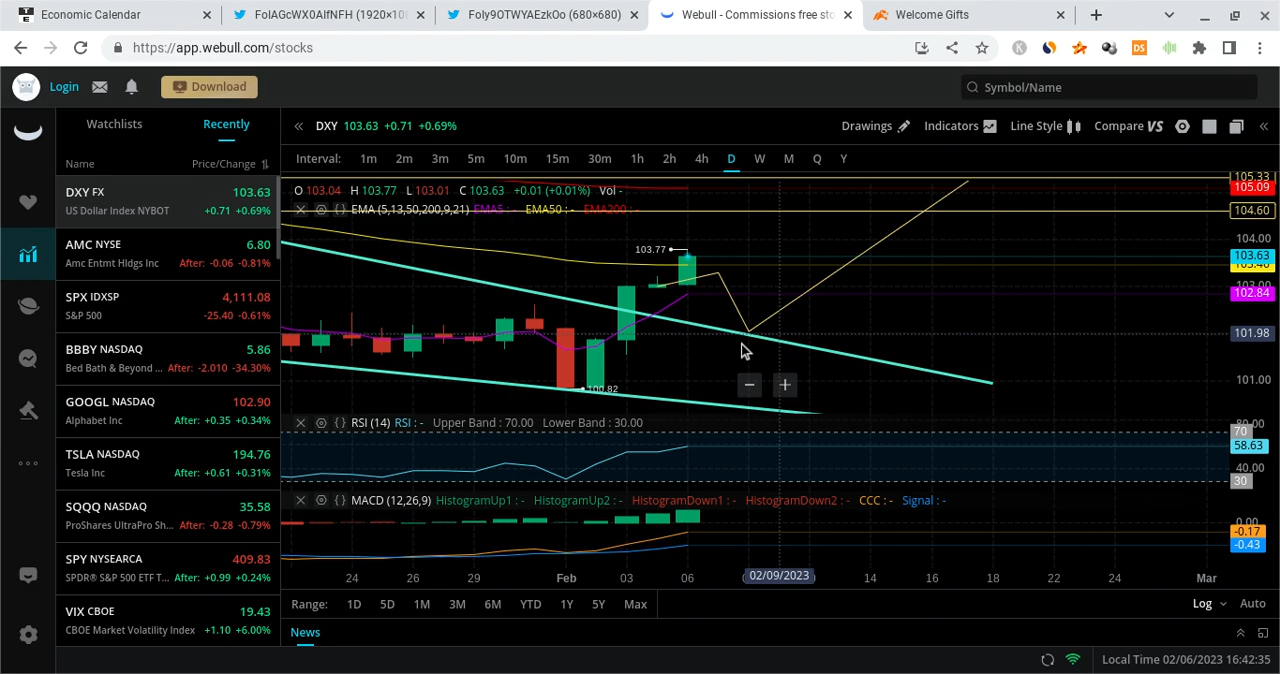 Economic Calendar
FoIAGcWX0AIfNFH (1920×10
FoIy9OTWYAEzkOo (680×680)
Webull - Commissions free sto
Welcome Gifts
https://app.webull.com/stocks
Login
Download
Symbol/Name
Watchlists
Recently
DXY 103.63 +0.71 +0.69%
Drawings
Indicators
Line Style
Compare VS
Name Price/Change
Interval: 1m 2m 3m 5m 10m 15m 30m 1h 2h 4h D W M Q Y
DXY FX 103.63
US Dollar Index NYBOT +0.71 +0.69%
AMC NYSE 6.80
Amc Entmt Hldgs Inc After: -0.06 -0.81%
SPX IDXSP 4,111.08
S&P 500 -25.40 -0.61%
BBBY NASDAQ 5.86
Bed Bath & Beyond ... After: -2.010 -34.30%
GOOGL NASDAQ 102.90
Alphabet Inc After: +0.35 +0.34%
TSLA NASDAQ 194.76
Tesla Inc After: +0.61 +0.31%
SQQQ NASDAQ 35.58
ProShares UltraPro Sh... After: -0.28 -0.79%
SPY NYSEARCA 409.83
SPDR® S&P 500 ETF T... After: +0.99 +0.24%
VIX CBOE 19.43
CBOE Market Volatility Index +1.10 +6.00%
O 103.04 H 103.77 L 103.01 C 103.63 +0.01 (+0.01%) Vol -
EMA (5,13,50,200,9,21) EMA5 : - EMA50 : - EMA200 : -
103.77
100.82
105.33
105.09
104.60
104.00
103.63
103.00
102.84
101.98
101.00
RSI (14) RSI : - Upper Band : 70.00 Lower Band : 30.00
80.00
70
58.63
40.00
30
MACD (12,26,9) HistogramUp1 : - HistogramUp2 : - HistogramDown1 : - HistogramDown2 : - CCC : - Signal : -
0.00
-0.17
-0.43
24 26 29 Feb 03 06 02/09/2023 14 16 18 22 24 Mar
Range: 1D 5D 1M 3M 6M YTD 1Y 5Y Max
Log
Auto
News
Local Time 02/06/2023 16:42:35